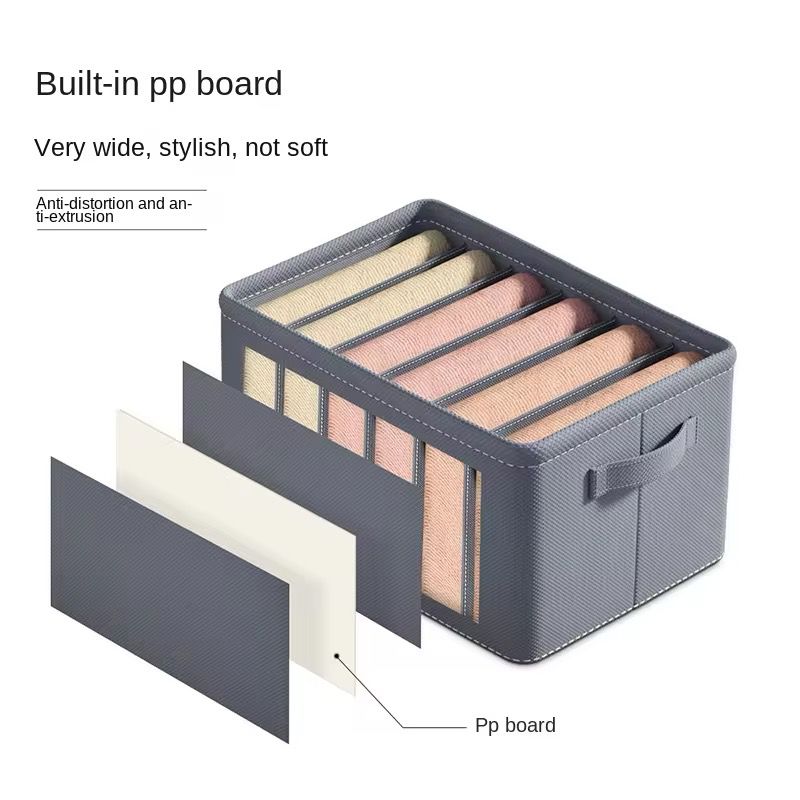 Built-in pp board
Very wide, stylish, not soft
Anti-distortion and an-
ti-extrusion
Pp board